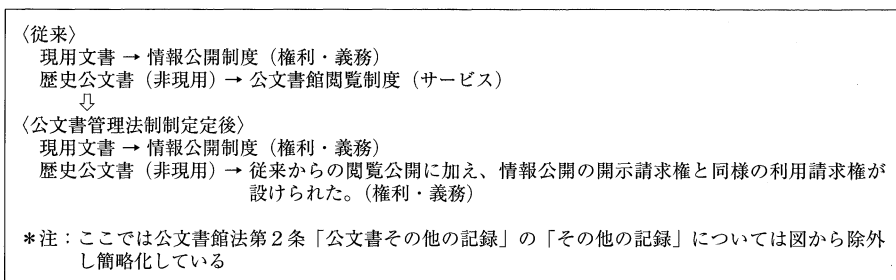 〈従来〉
現用文書 → 情報公開制度（権利・義務）
歴史公文書（非現用）→ 公文書館閲覧制度（サービス）
⇩
〈公文書管理法制制定定後〉
現用文書 → 情報公開制度（権利・義務）
歴史公文書（非現用）→ 従来からの閲覧公開に加え、情報公開の開示請求権と同様の利用請求権が
設けられた。（権利・義務）
＊注：ここでは公文書館法第２条「公文書その他の記録」の「その他の記録」については図から除外
し簡略化している